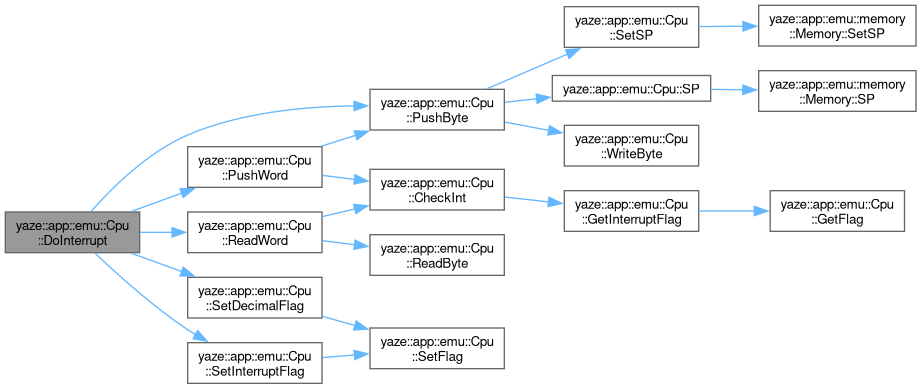 yaze::app::emu::Cpu
::DoInterrupt
yaze::app::emu::Cpu
::PushByte
yaze::app::emu::Cpu
::SetSP
yaze::app::emu::memory
::Memory::SetSP
yaze::app::emu::Cpu::SP
yaze::app::emu::memory
::Memory::SP
yaze::app::emu::Cpu
::WriteByte
yaze::app::emu::Cpu
::PushWord
yaze::app::emu::Cpu
::CheckInt
yaze::app::emu::Cpu
::GetInterruptFlag
yaze::app::emu::Cpu
::GetFlag
yaze::app::emu::Cpu
::ReadWord
yaze::app::emu::Cpu
::ReadByte
yaze::app::emu::Cpu
::SetDecimalFlag
yaze::app::emu::Cpu
::SetFlag
yaze::app::emu::Cpu
::SetInterruptFlag